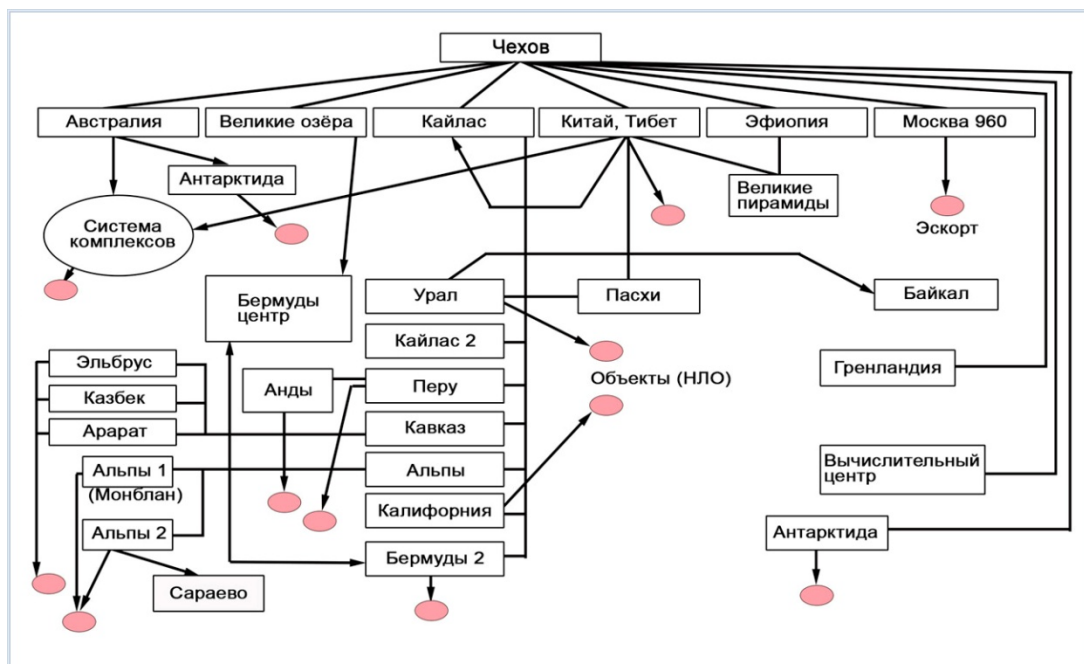 Чехов
Австралия
Великие озёра
Кайлас
Китай, Тибет
Эфиопия
Москва 960
Антарктида
Великие
пирамиды
Эскорт
Система
комплексов
Бермуды
центр
Урал
Пасхи
Байкал
Кайлас 2
Эльбрус
Объекты (НЛО)
Гренландия
Анды
Перу
Казбек
Кавказ
Арарат
Альпы 1
(Монблан)
Альпы
Вычислительный
центр
Калифорния
Альпы 2
Антарктида
Бермуды 2
Сараево